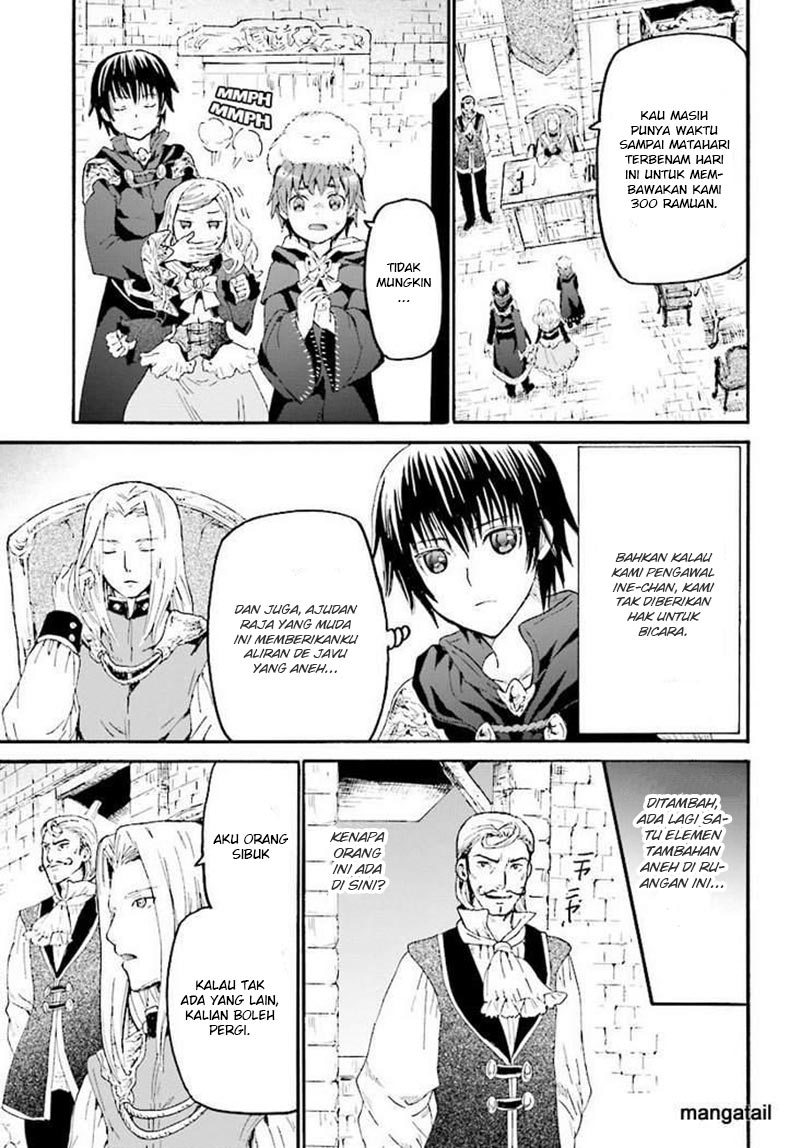 KAU MASIH
PUNYA WAKTU
SAMPAI MATAHARI
TERBENAM HARI
INI UNTUK MEM-
BAWAKAN KAMI
300 RAMUAN.
MMPH
MMPH
TIDAK
MUNGKIN
...
BAHKAN KALAU
KAMI PENGAWAL
INE-CHAN, KAMI
TAK DIBERIKAN
HAK UNTUK
BICARA.
DAN JUGA, AJUDAN
RAJA YANG MUDA
INI MEMBERIKANKU
ALIRAN DE JAVU
YANG ANEH...
DITAMBAH,
ADA LAGI SA-
TU ELEMEN
TAMBAHAN
ANEH DI RU-
ANGAN INI...
KENAPA
ORANG
INI ADA
DI SINI?
AKU ORANG
SIBUK
KALAU TAK
ADA YANG LAIN,
KALIAN BOLEH
PERGI.
mangatail